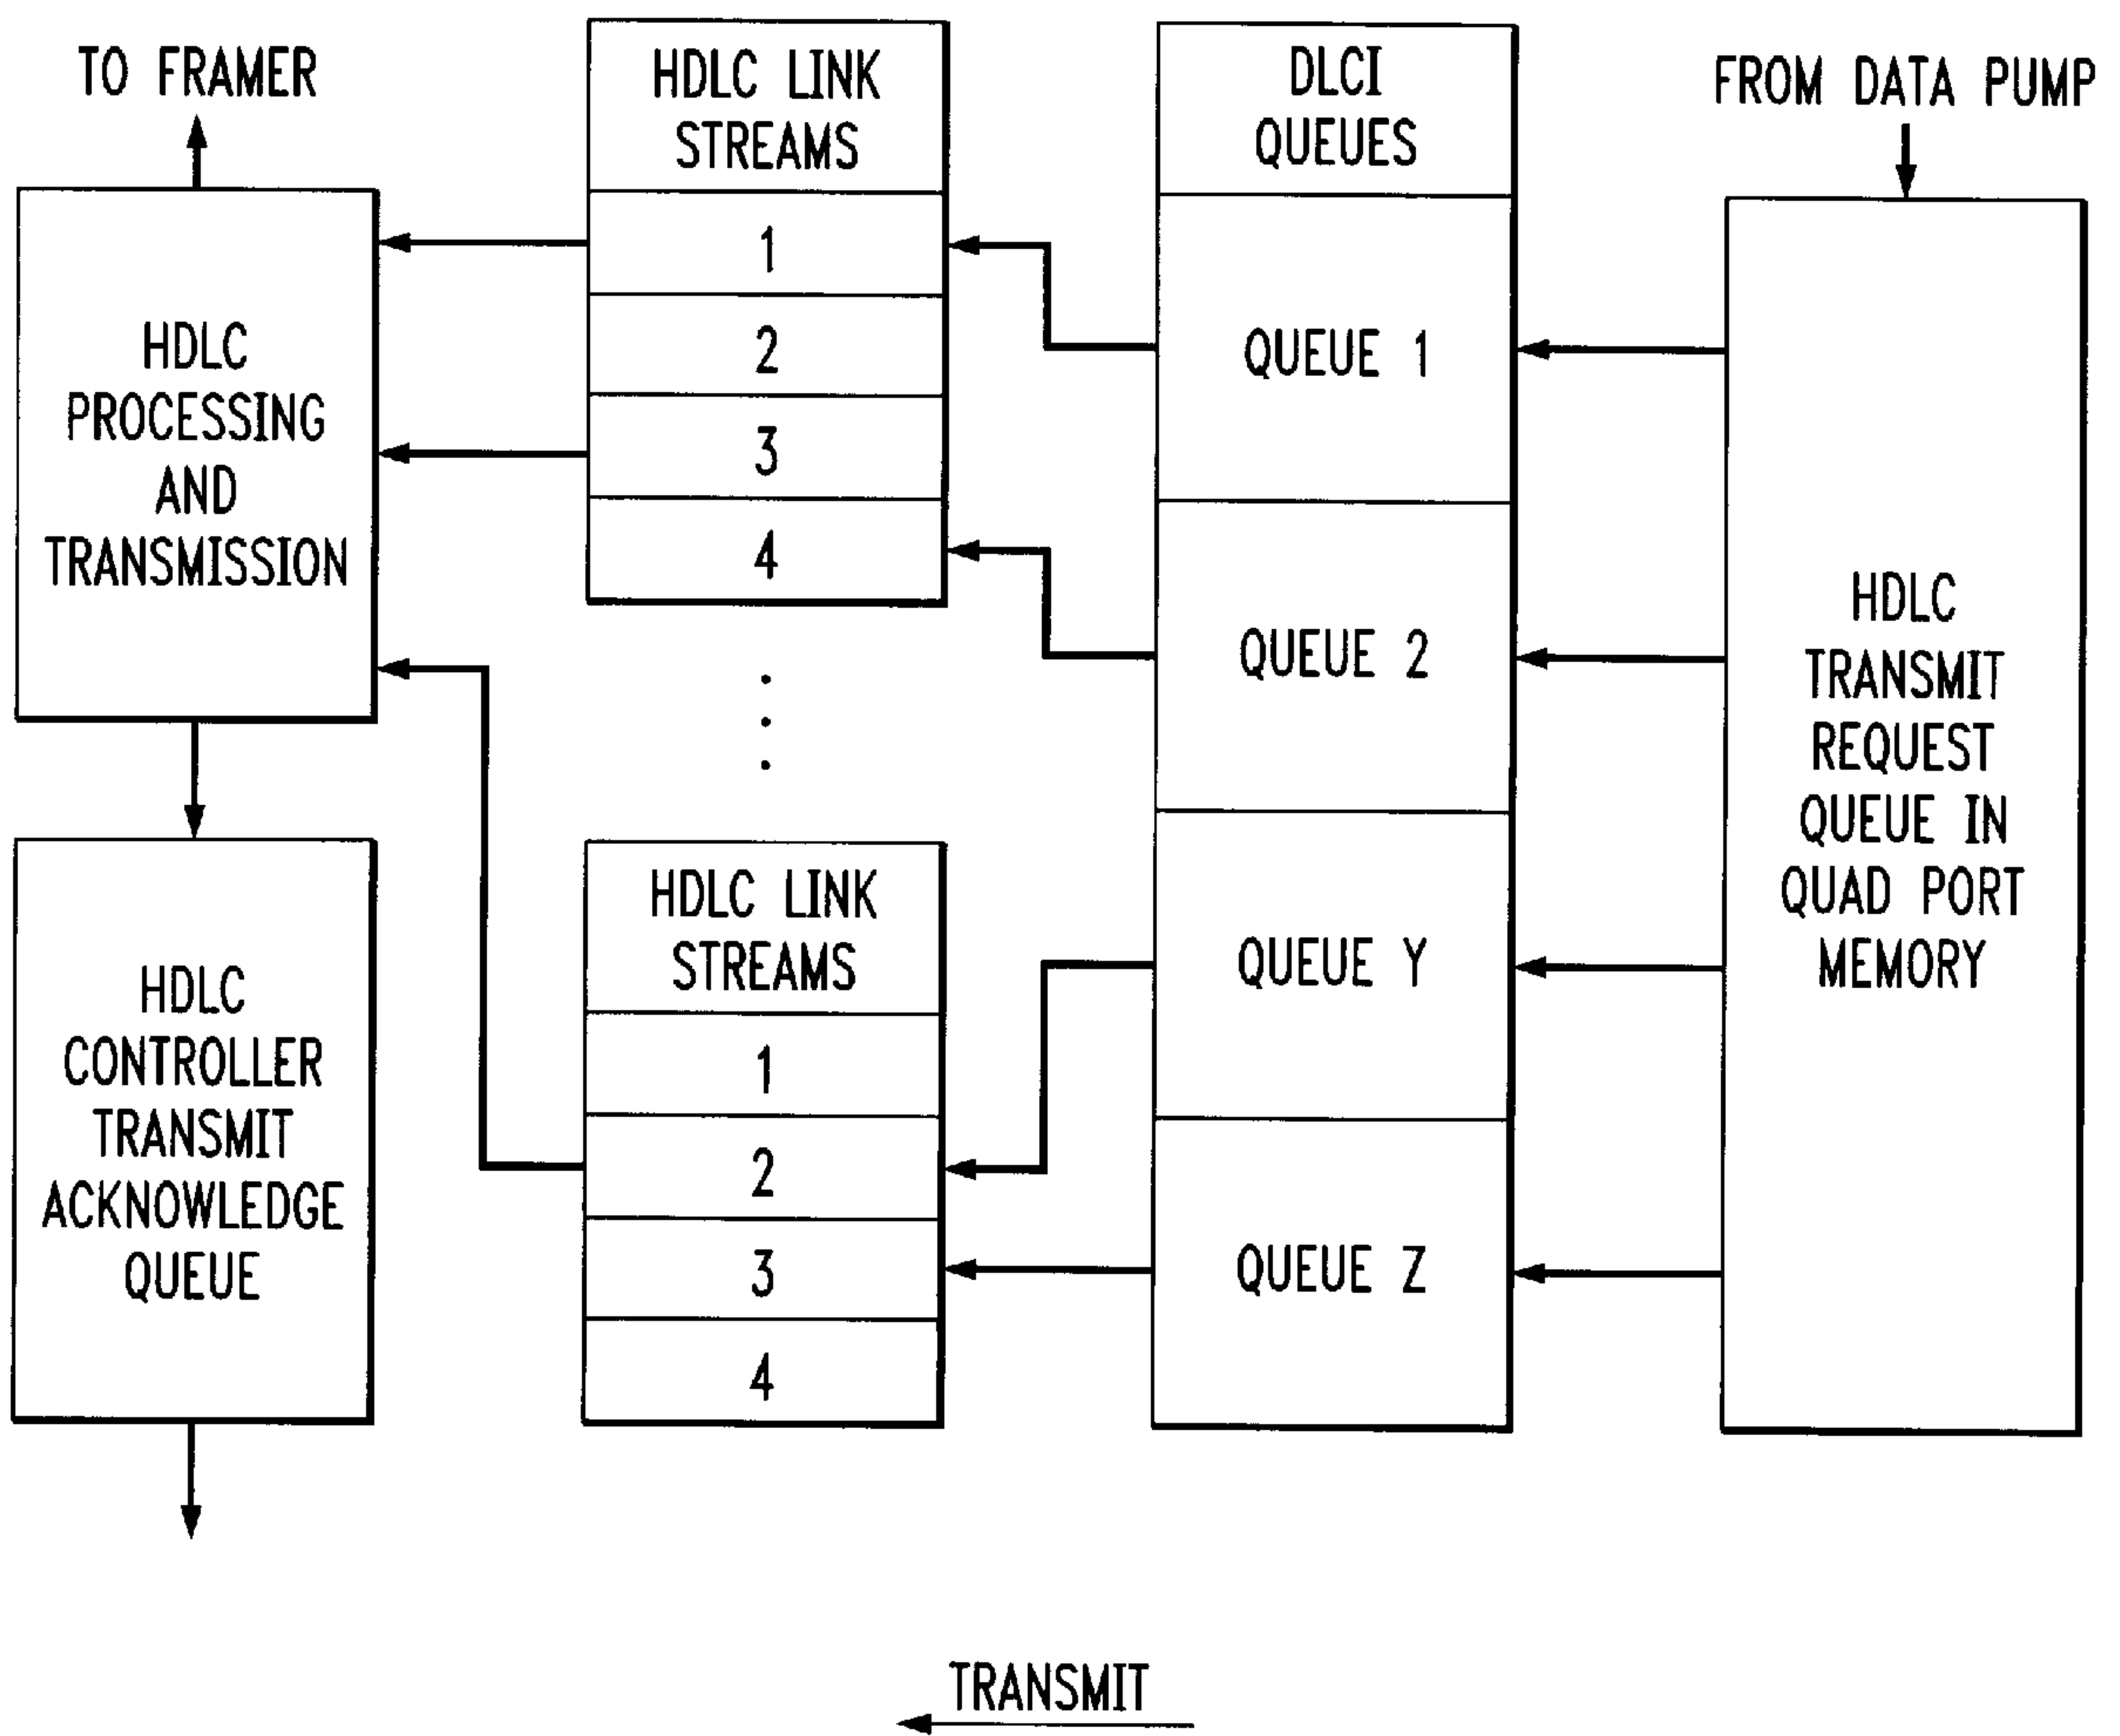 TO FRAMER
HDLC
PROCESSING
AND
TRANSMISSION
HDLC
CONTROLLER
TRANSMIT
ACKNOWLEDGE
QUEUE
HDLC LINK
STREAMS
1
2
3
4
HDLC LINK
STREAMS
1
2
3
4
DLCI
QUEUES
QUEUE 1
QUEUE 2
QUEUE Y
QUEUE Z
FROM DATA PUMP
HDLC
TRANSMIT
REQUEST
QUEUE IN
QUAD PORT
MEMORY
TRANSMIT